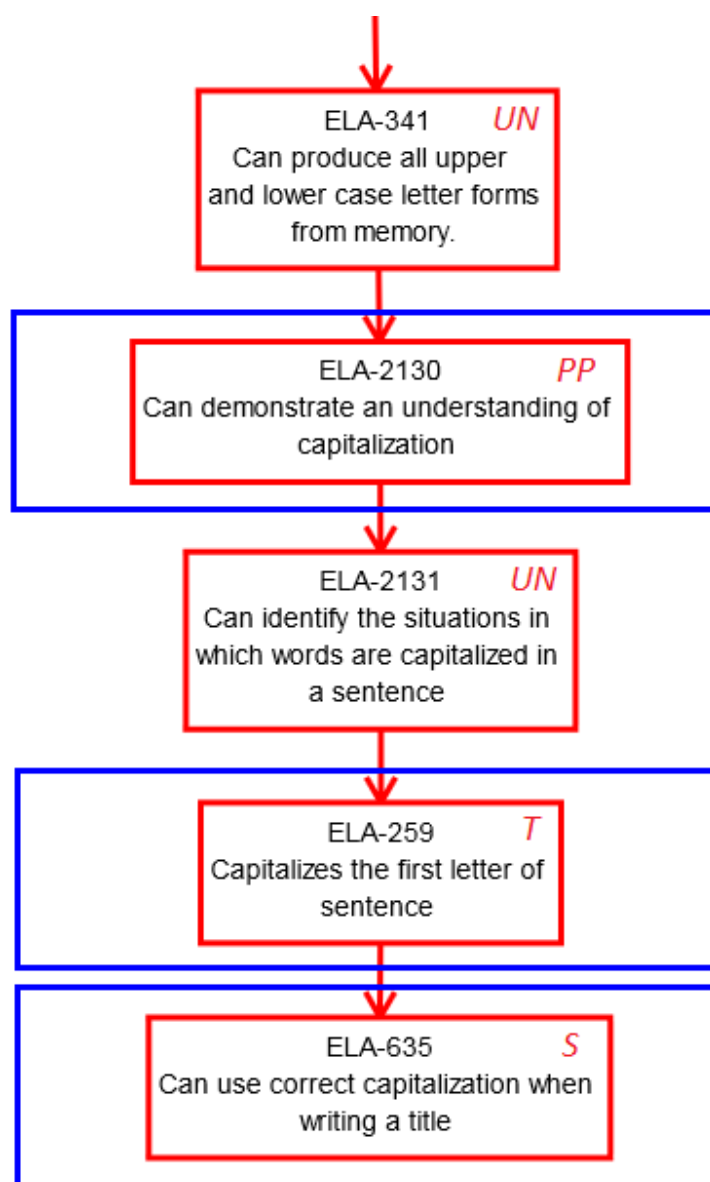 ELA-341 UN
Can produce all upper
and lower case letter forms
from memory.
ELA-2130 PP
Can demonstrate an understanding of
capitalization
ELA-2131 UN
Can identify the situations in
which words are capitalized in
a sentence
ELA-259 T
Capitalizes the first letter of
sentence
ELA-635 S
Can use correct capitalization when
writing a title